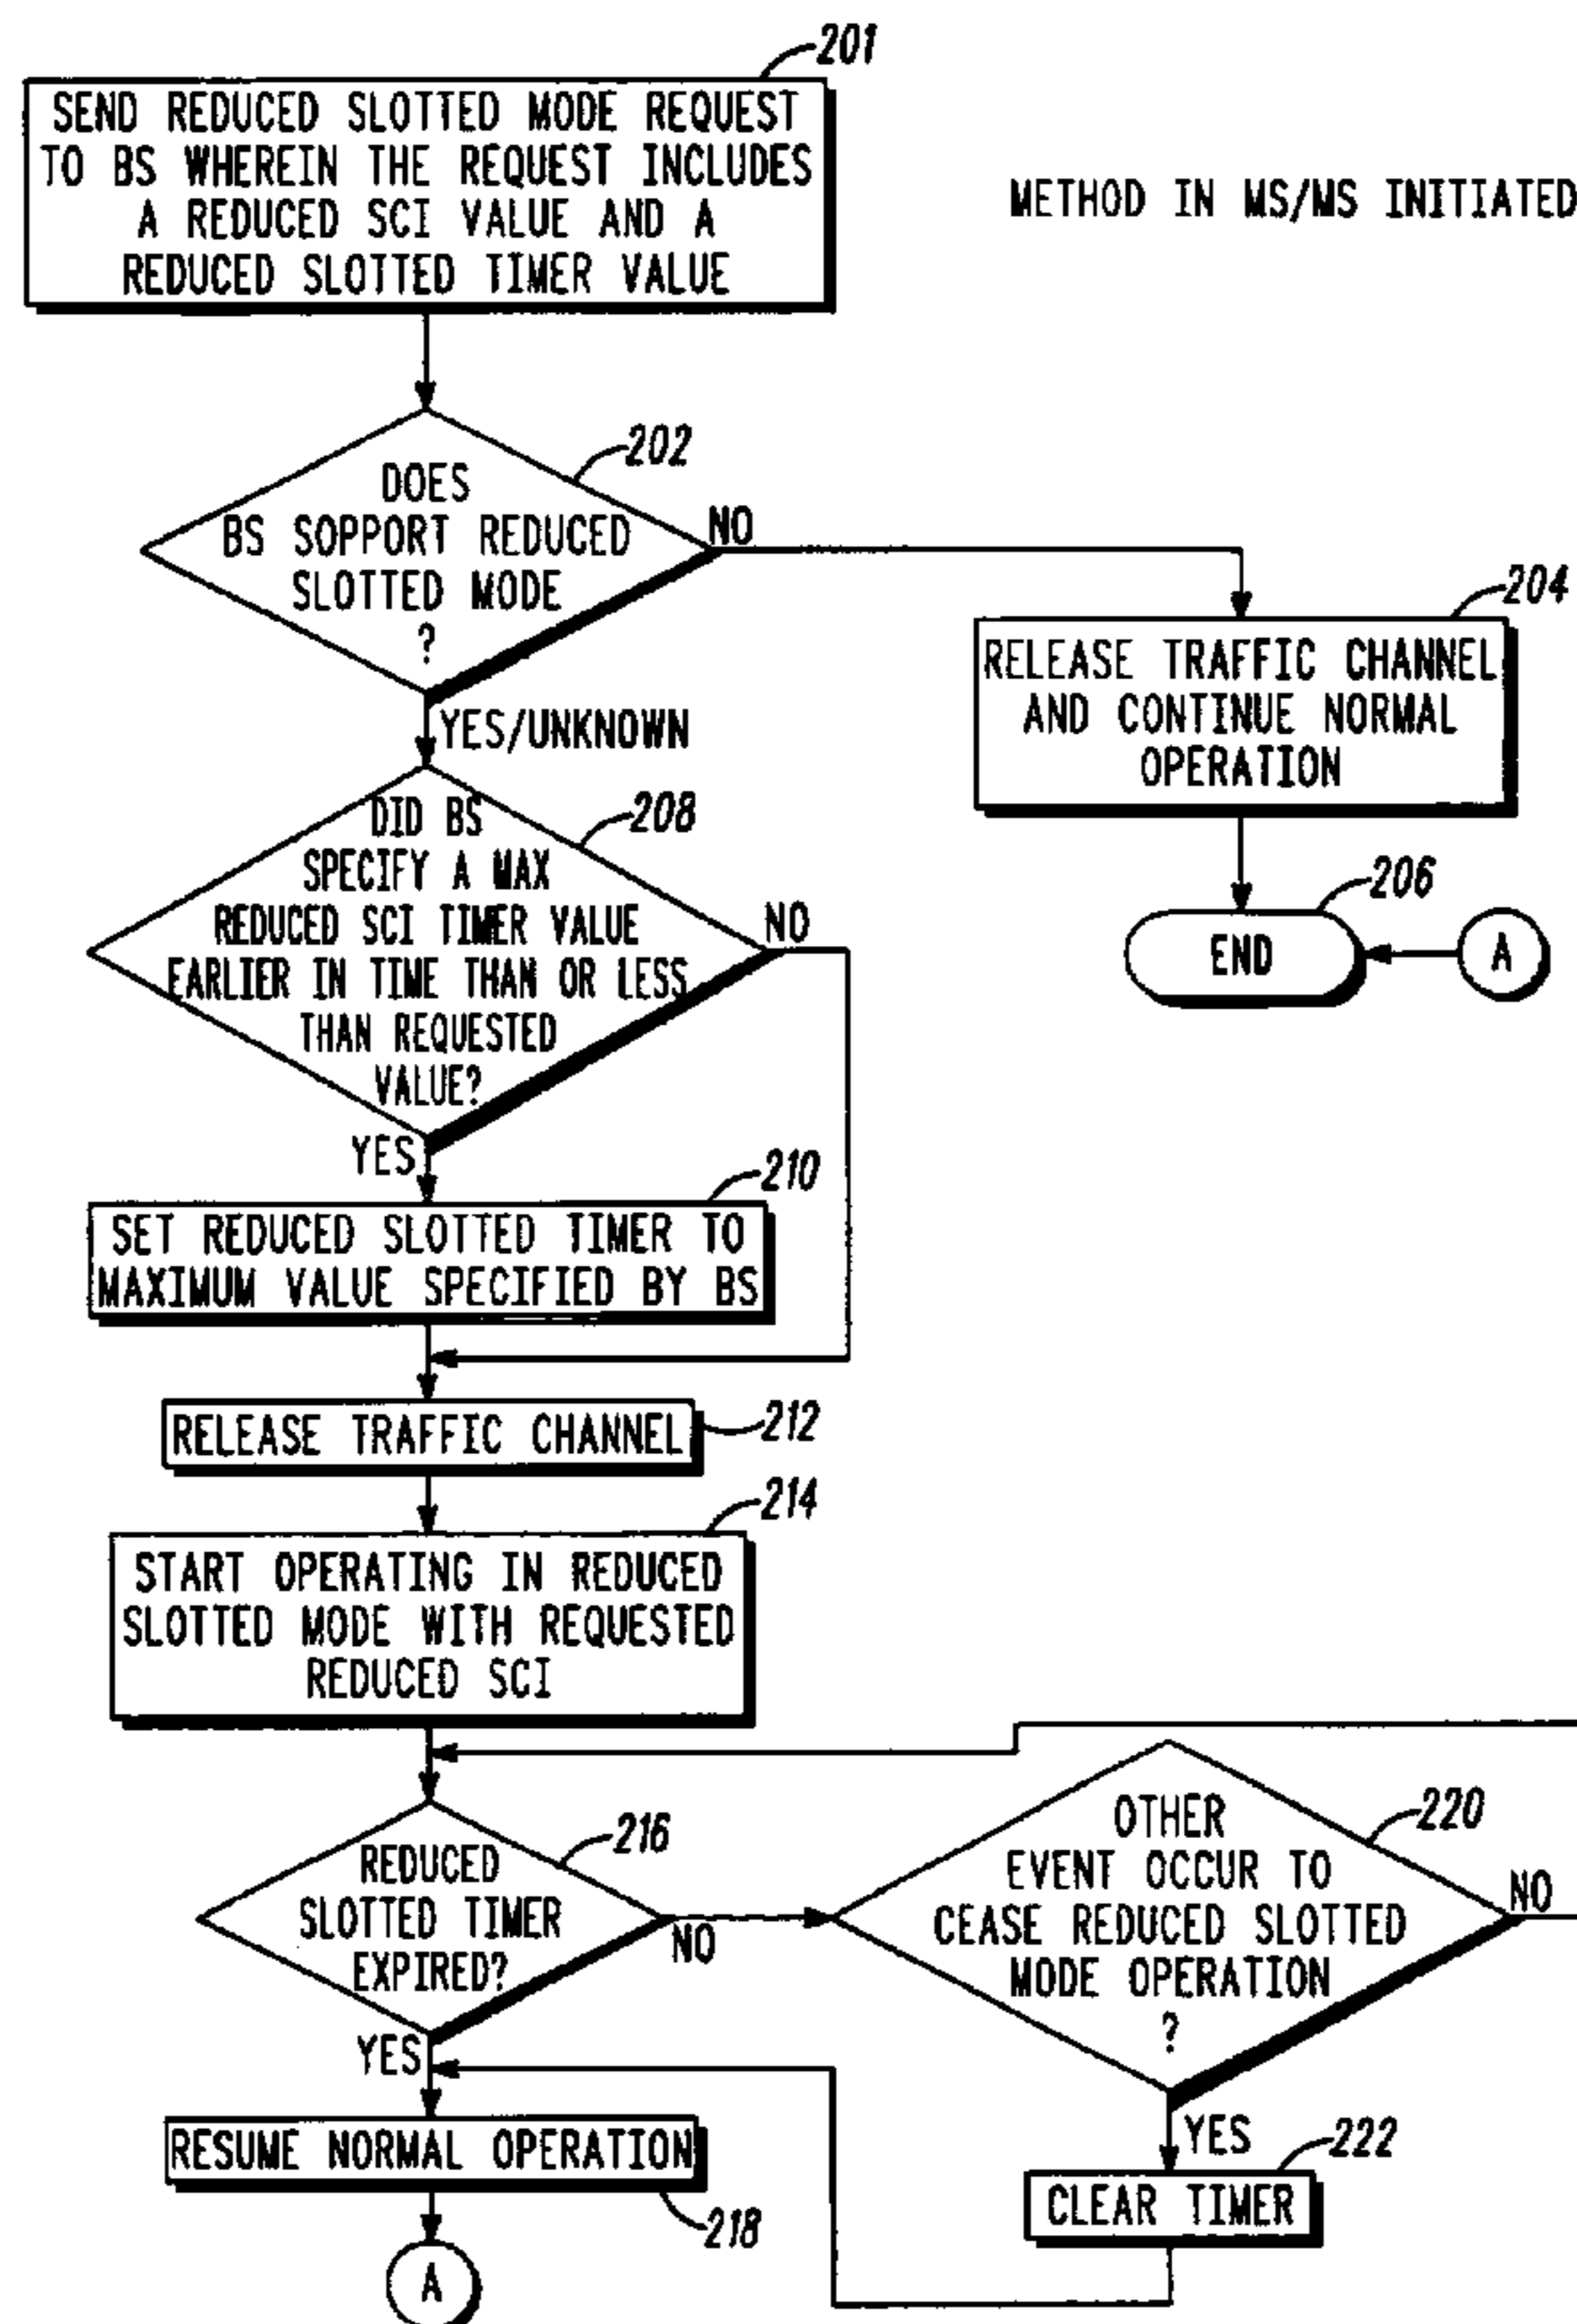 201
SEND REDUCED SLOTTED MODE REQUEST
TO BS WHEREIN THE REQUEST INCLUDES
A REDUCED SCI VALUE AND A
REDUCED SLOTTED TIMER VALUE
METHOD IN MS/MS INITIATED
202
DOES
BS SOPPORT REDUCED
SLOTTED MODE
?
NO
YES/UNKNOWN
204
RELEASE TRAFFIC CHANNEL
AND CONTINUE NORMAL
OPERATION
206
END
A
208
DID BS
SPECIFY A MAX
REDUCED SCI TIMER VALUE
EARLIER IN TIME THAN OR LESS
THAN REQUESTED
VALUE?
NO
YES
210
SET REDUCED SLOTTED TIMER TO
MAXIMUM VALUE SPECIFIED BY BS
RELEASE TRAFFIC CHANNEL
212
214
START OPERATING IN REDUCED
SLOTTED MODE WITH REQUESTED
REDUCED SCI
216
REDUCED
SLOTTED TIMER
EXPIRED?
NO
YES
220
OTHER
EVENT OCCUR TO
CEASE REDUCED SLOTTED
MODE OPERATION
?
NO
YES
222
CLEAR TIMER
RESUME NORMAL OPERATION
218
A